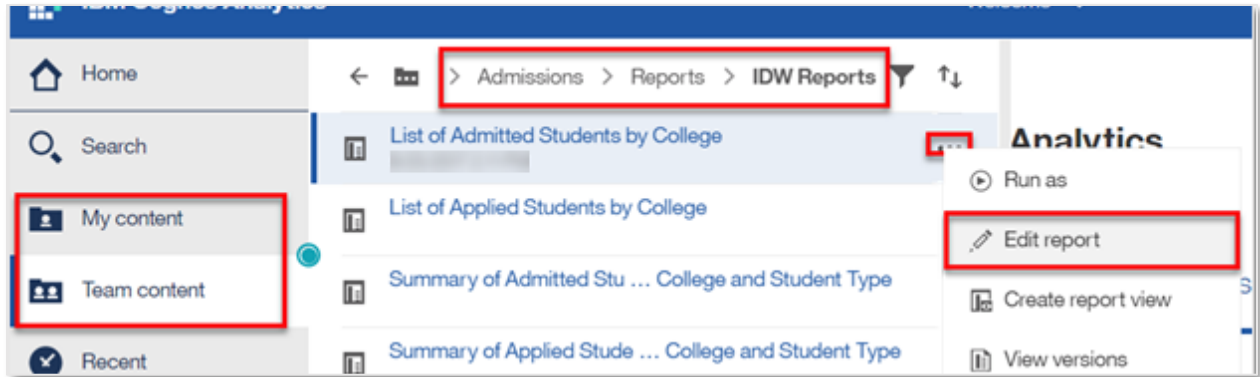 IBM Cognos Analytics
Welcome
Home
Search
My content
Team content
Recent
> Admissions > Reports > IDW Reports
List of Admitted Students by College
List of Applied Students by College
Summary of Admitted Stu ... College and Student Type
Summary of Applied Stude ... College and Student Type
Analytics
Run as
Edit report
Create report view
View versions